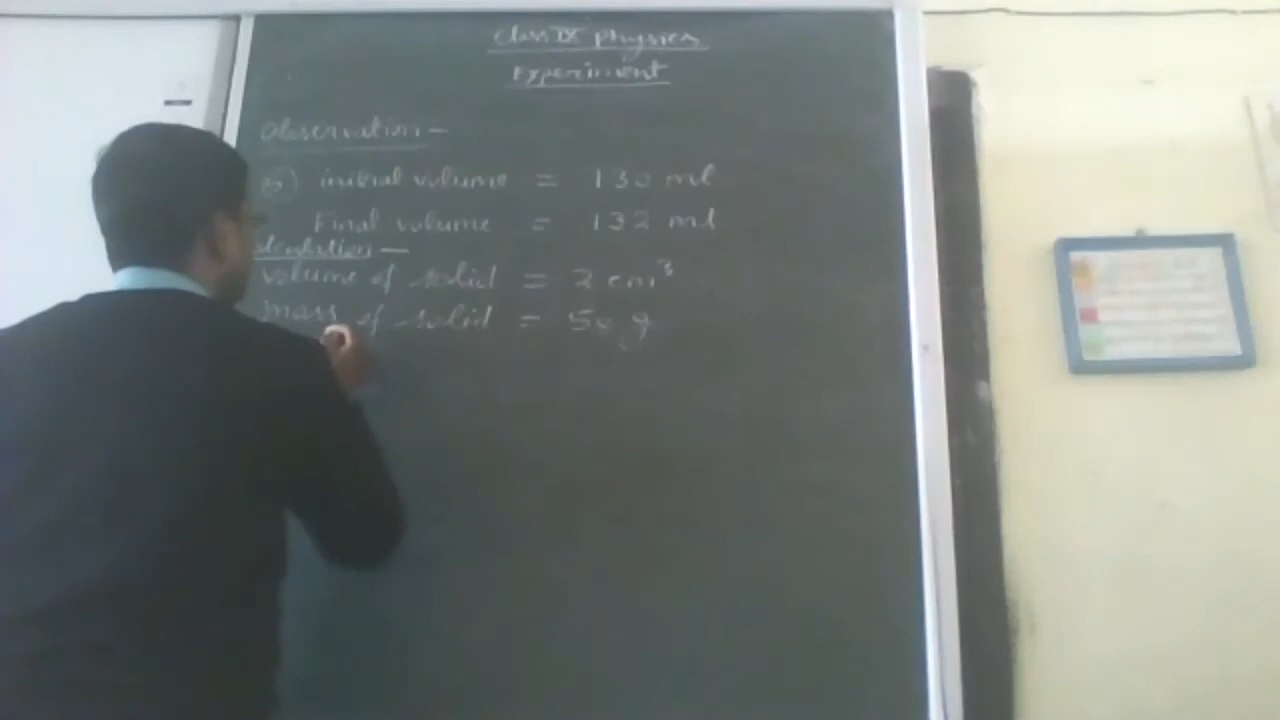 Class IX Physics
Experiment
Observation -
initial volume = 130 ml
Final volume = 132 ml
volume of solid = 2 cm³
mass of solid = 50 g